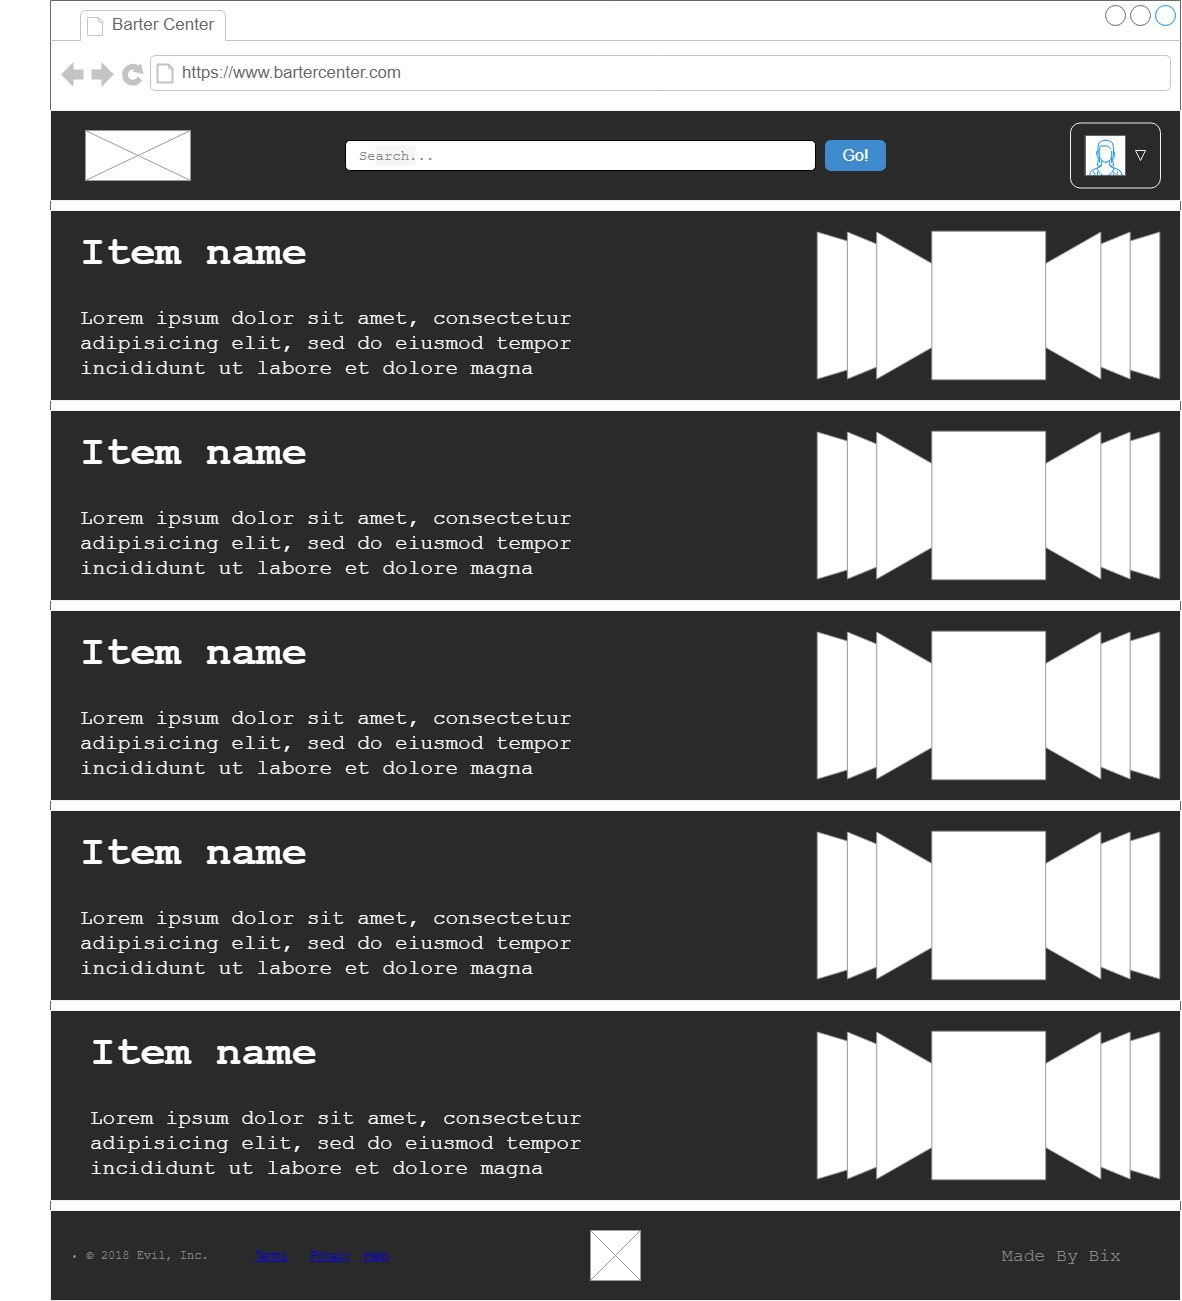 Barter Center
https://www.bartercenter.com
Search...
Go!
Item name
Lorem ipsum dolor sit amet, consectetur
adipisicing elit, sed do eiusmod tempor
incididunt ut labore et dolore magna
Item name
Lorem ipsum dolor sit amet, consectetur
adipisicing elit, sed do eiusmod tempor
incididunt ut labore et dolore magna
Item name
Lorem ipsum dolor sit amet, consectetur
adipisicing elit, sed do eiusmod tempor
incididunt ut labore et dolore magna
Item name
Lorem ipsum dolor sit amet, consectetur
adipisicing elit, sed do eiusmod tempor
incididunt ut labore et dolore magna
Item name
Lorem ipsum dolor sit amet, consectetur
adipisicing elit, sed do eiusmod tempor
incididunt ut labore et dolore magna
• © 2018 Evil, Inc. Terms Privacy Help Made By Bix